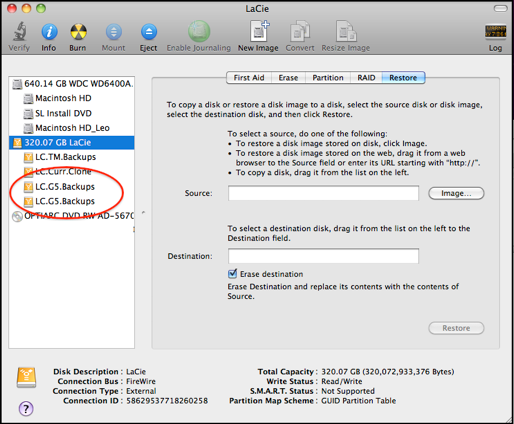 LaCie
Verify Info Burn Mount Eject Enable Journaling New Image Convert Resize Image Log
First Aid Erase Partition RAID Restore
640.14 GB WDC WD6400A...
Macintosh HD
SL Install DVD
Macintosh HD_Leo
320.07 GB LaCie
LC.TM.Backups
LC.Curr.Clone
LC.G5.Backups
LC.G5.Backups
OPTIARC DVD RW AD-5670
To copy a disk or restore a disk image to a disk, select the source disk or disk image,
select the destination disk, and then click Restore.
To select a source, do one of the following:
• To restore a disk image stored on disk, click Image.
• To restore a disk image stored on the web, drag it from a web
browser to the Source field or enter its URL starting with "http://".
• To copy a disk, drag it from the list on the left.
Source: Image...
To select a destination disk, drag it from the list on the left to the
Destination field.
Destination:
Erase destination
Erase Destination and replace its contents with the contents of
Source.
Restore
Disk Description : LaCie Total Capacity : 320.07 GB (320,072,933,376 Bytes)
Connection Bus : FireWire Write Status : Read/Write
Connection Type : External S.M.A.R.T. Status : Not Supported
Connection ID : 58629537718260258 Partition Map Scheme : GUID Partition Table
?